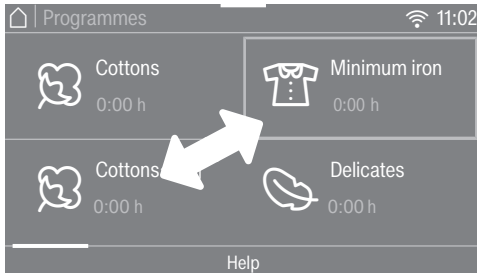 Programmes 11:02
Cottons Minimum iron
0:00 h 0:00 h
Cottons Delicates
0:00 h 0:00 h
Help